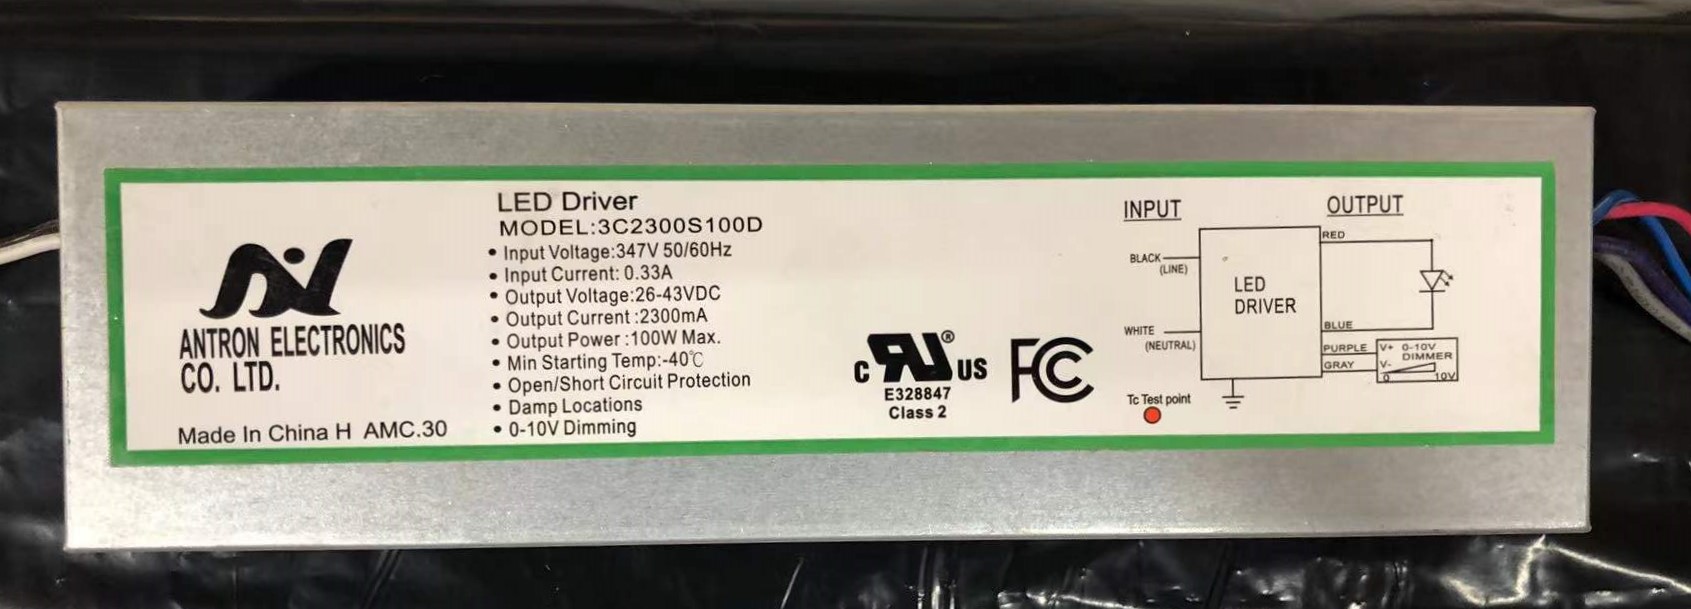 ANTRON ELECTRONICS
CO. LTD.
Made In China H AMC.30
LED Driver
MODEL:3C2300S100D
• Input Voltage:347V 50/60Hz
• Input Current: 0.33A
• Output Voltage:26-43VDC
• Output Current :2300mA
• Output Power :100W Max.
• Min Starting Temp:-40℃
• Open/Short Circuit Protection
• Damp Locations
• 0-10V Dimming
c RU® US
E328847
Class 2
FC
INPUT
OUTPUT
BLACK
(LINE)
WHITE
(NEUTRAL)
LED
DRIVER
RED
BLUE
PURPLE
GRAY
V+ 0-10V
DIMMER
V-
0 10V
Tc Test point